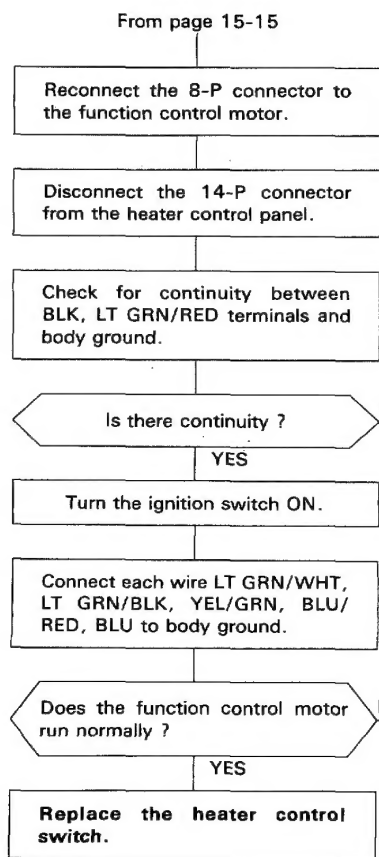 From page 15-15
Reconnect the 8-P connector to
the function control motor.
Disconnect the 14-P connector
from the heater control panel.
Check for continuity between
BLK, LT GRN/RED terminals and
body ground.
Is there continuity ?
YES
Turn the ignition switch ON.
Connect each wire LT GRN/WHT,
LT GRN/BLK, YEL/GRN, BLU/
RED, BLU to body ground.
Does the function control motor
run normally ?
YES
Replace the heater control
switch.